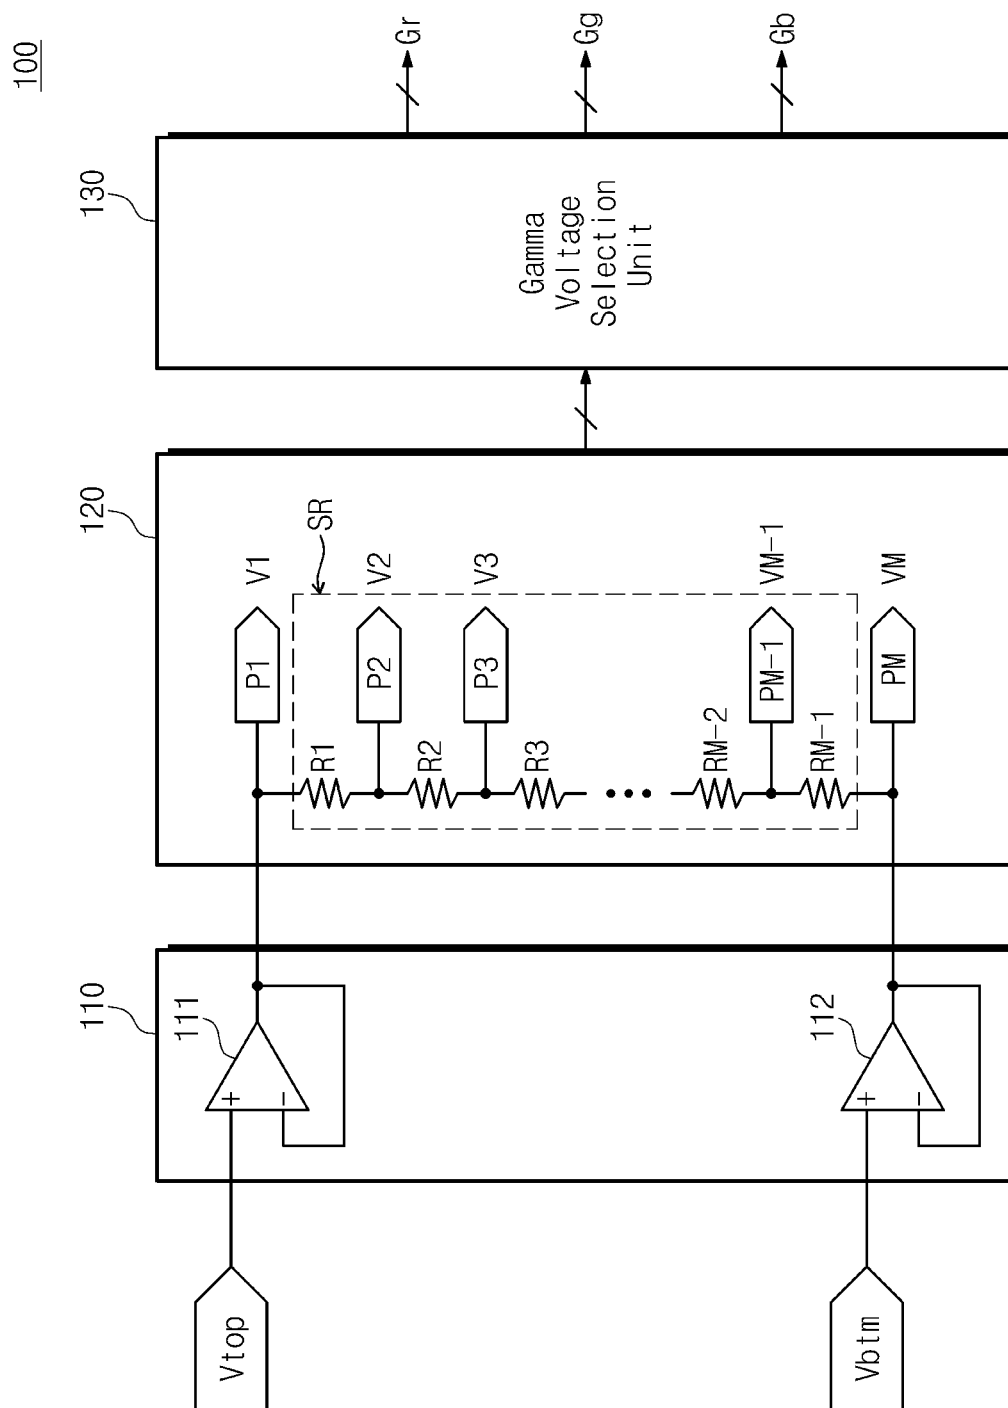 100
110
120
130
Vtop
111
+
-
P1
V1
SR
R1
P2
V2
R2
P3
V3
R3
RM-2
PM-1
VM-1
RM-1
Vbtm
112
+
-
PM
VM
Gamma
Voltage
Selection
Unit
Gr
Gg
Gb